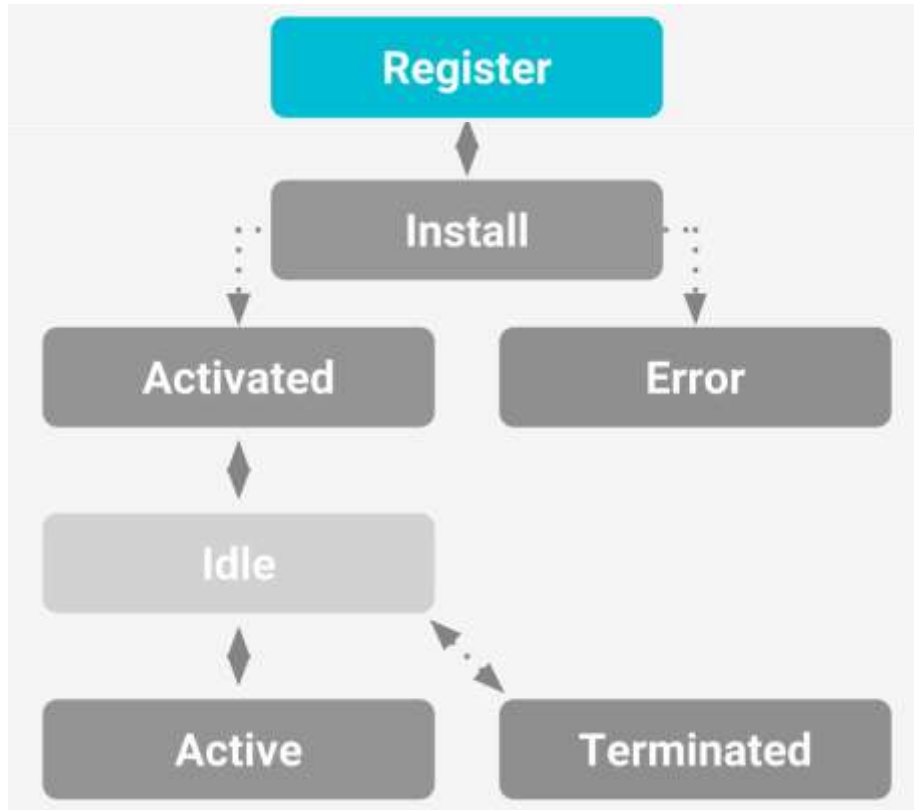 Register
Install
Activated
Error
Idle
Active
Terminated